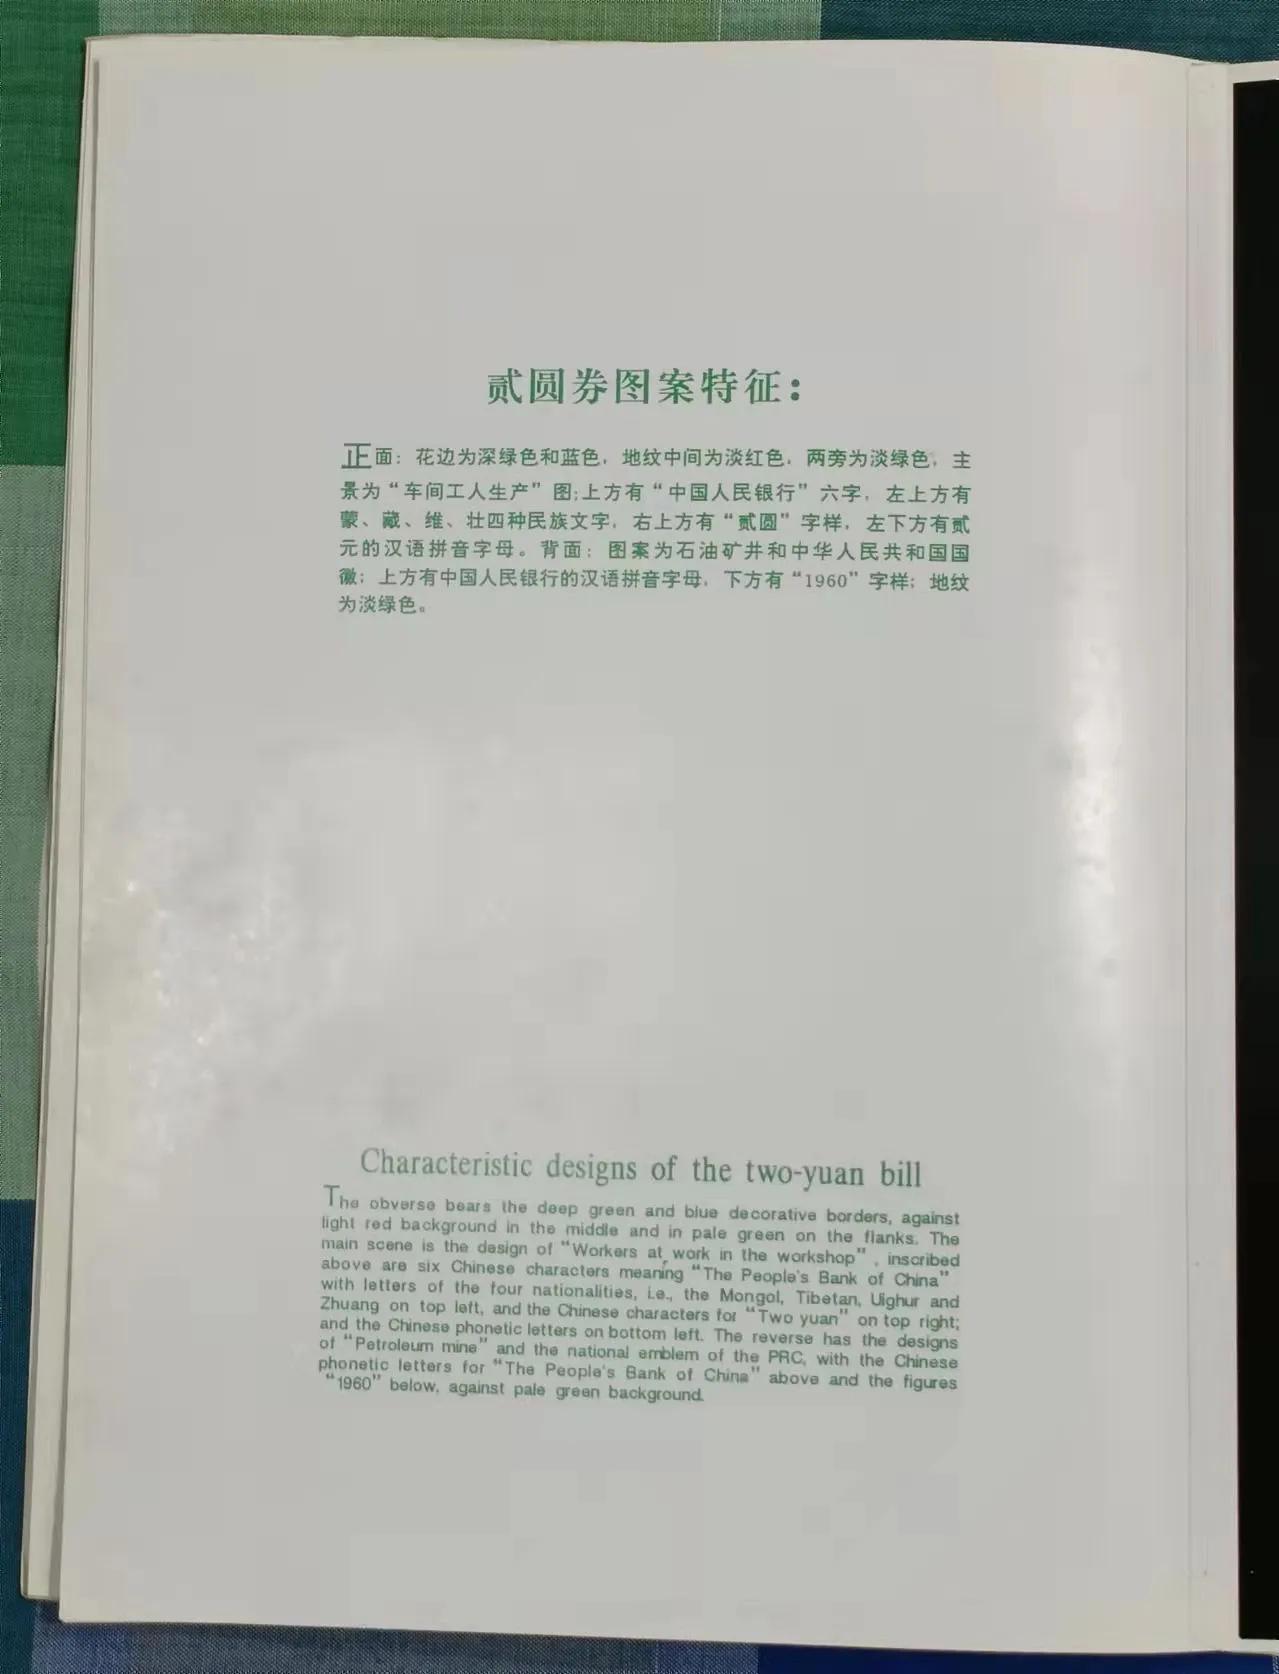 贰圆券图案特征：
正面：花边为深绿色和蓝色，地纹中间为淡红色，两旁为淡绿色，主
景为“车间工人生产”图;上方有“中国人民银行”六字，左上方有
蒙、藏、维、壮四种民族文字，右上方有“贰圆”字样，左下方有贰
元的汉语拼音字母。背面：图案为石油矿井和中华人民共和国国
徽；上方有中国人民银行的汉语拼音字母，下方有“1960”字样；地纹
为淡绿色。
Characteristic designs of the two-yuan bill
The obverse bears the deep green and blue decorative borders, against
light red background in the middle and in pale green on the flanks. The
main scene is the design of “Workers at work in the workshop” , inscribed
above are six Chinese characters meaning “The People's Bank of China”
with letters of the four nationalities, i.e., the Mongol, Tibetan, Uighur and
Zhuang on top left, and the Chinese characters for “Two yuan” on top right;
and the Chinese phonetic letters on bottom left. The reverse has the designs
of “Petroleum mine” and the national emblem of the PRC, with the Chinese
phonetic letters for “The People's Bank of China” above and the figures
“1960” below, against pale green background.